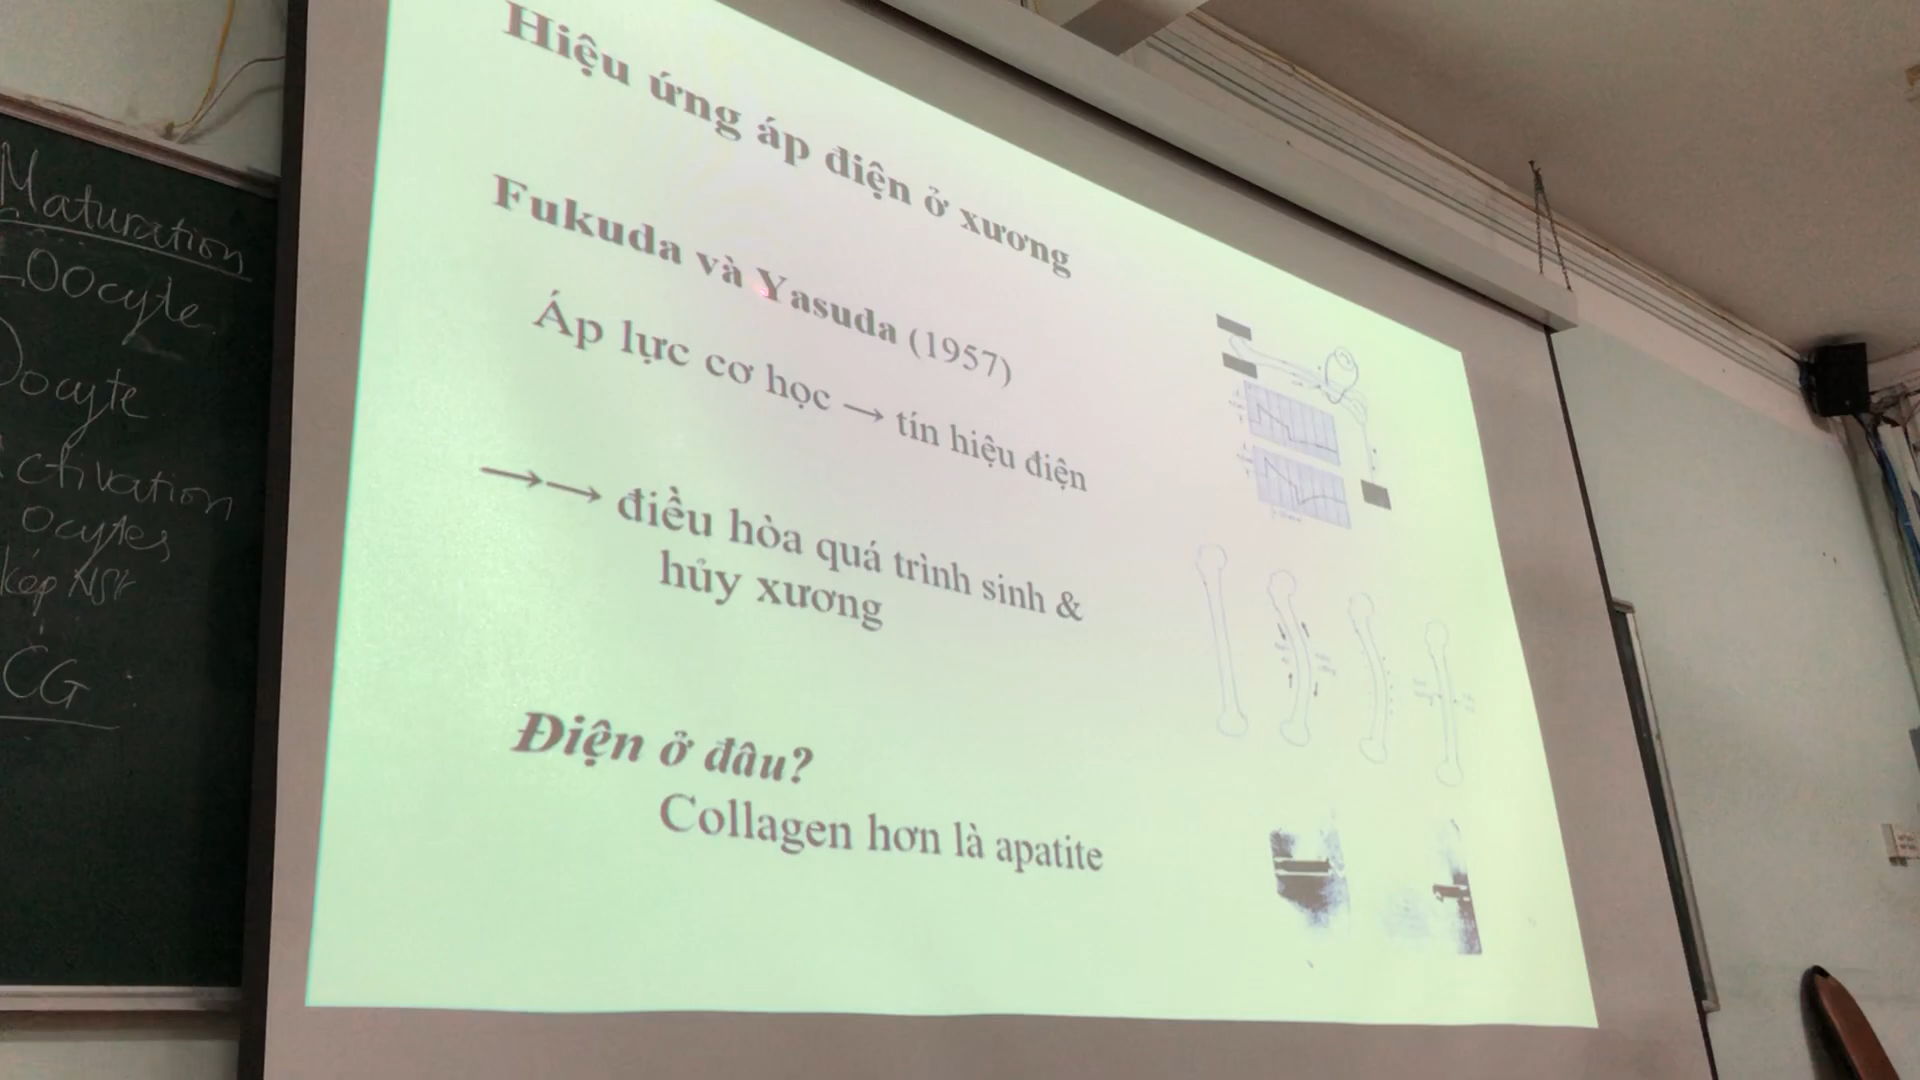 Maturation
Oocyte
Oocyte
Activation
ocytes
kép NST
CG
Hiệu ứng áp điện ở xương
Fukuda và Yasuda (1957)
Áp lực cơ học → tín hiệu điện
→→ điều hòa quá trình sinh &
hủy xương
Điện ở đâu?
Collagen hơn là apatite